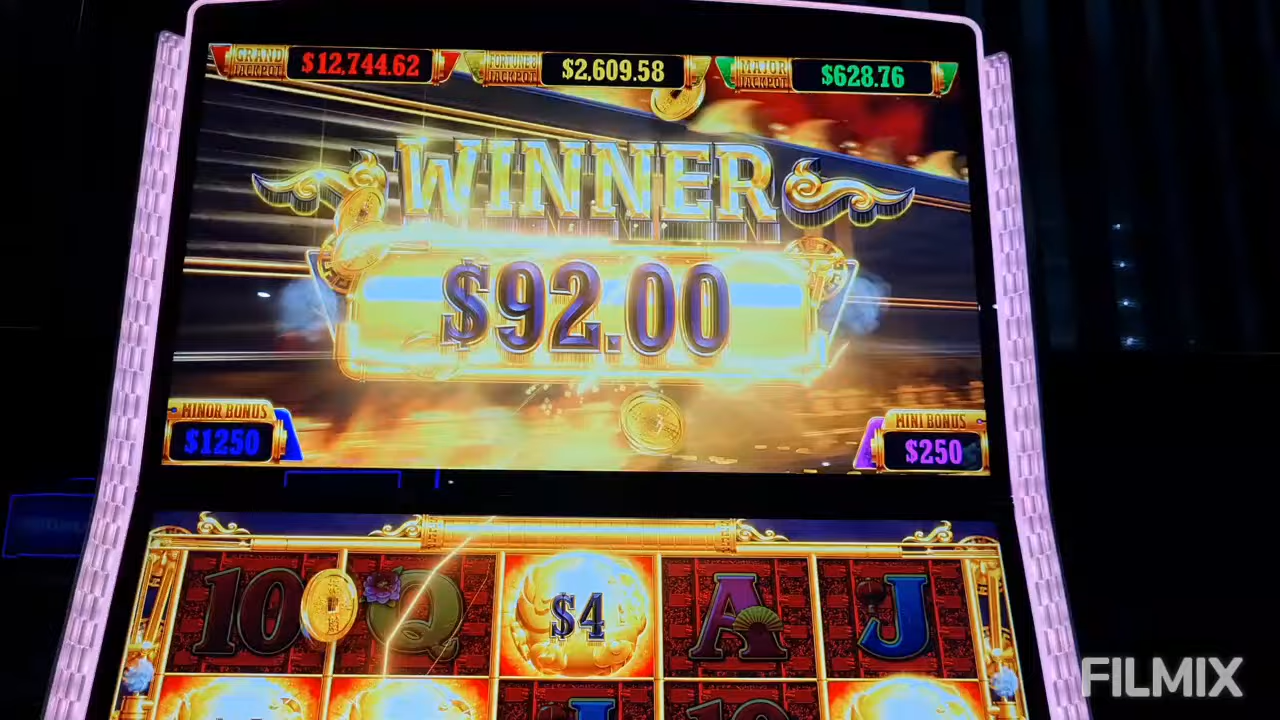 GRAND JACKPOT $12,744.62
FORTUNES JACKPOT $2,609.58
MAJOR JACKPOT $628.76
WINNER
$92.00
MINOR BONUS
$1250
MINI BONUS
$250
10 Q $4 A J
J 10
FILMIX